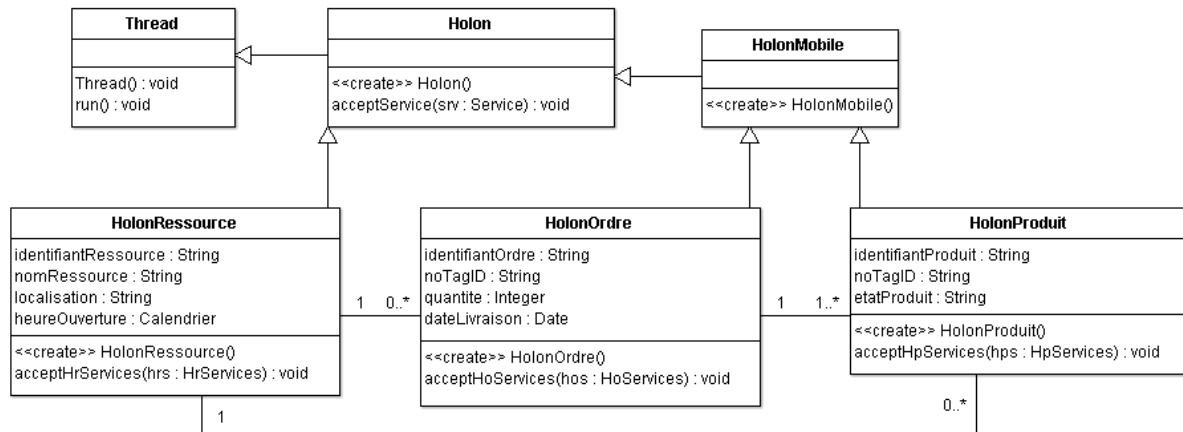 Thread
Thread() : void
run() : void
Holon
<<create>> Holon()
acceptService(srv : Service) : void
HolonMobile
<<create>> HolonMobile()
HolonRessource
identifiantRessource : String
nomRessource : String
localisation : String
heureOuverture : Calendrier
<<create>> HolonRessource()
acceptHrServices(hrs : HrServices) : void
1
0..*
HolonOrdre
identifiantOrdre : String
noTagID : String
quantite : Integer
dateLivraison : Date
<<create>> HolonOrdre()
acceptHoServices(hos : HoServices) : void
1
1..*
HolonProduit
identifiantProduit : String
noTagID : String
etatProduit : String
<<create>> HolonProduit()
acceptHpServices(hps : HpServices) : void
1
0..*